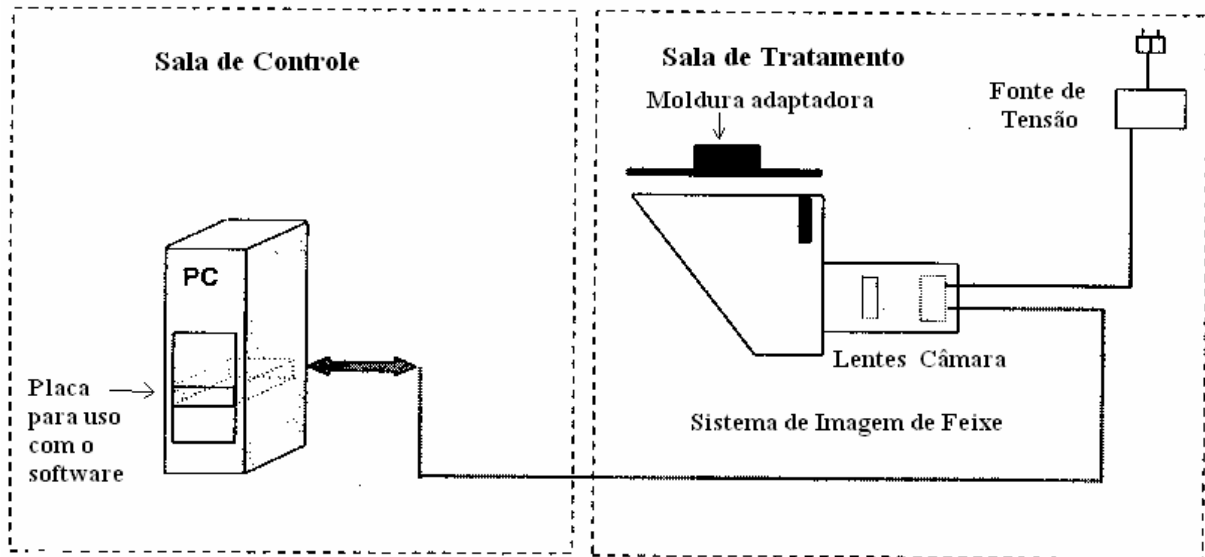 Sala de Controle
PC
Placa
para uso
com o
software
Sala de Tratamento
Moldura adaptadora
Fonte de
Tensão
Lentes Câmara
Sistema de Imagem de Feixe